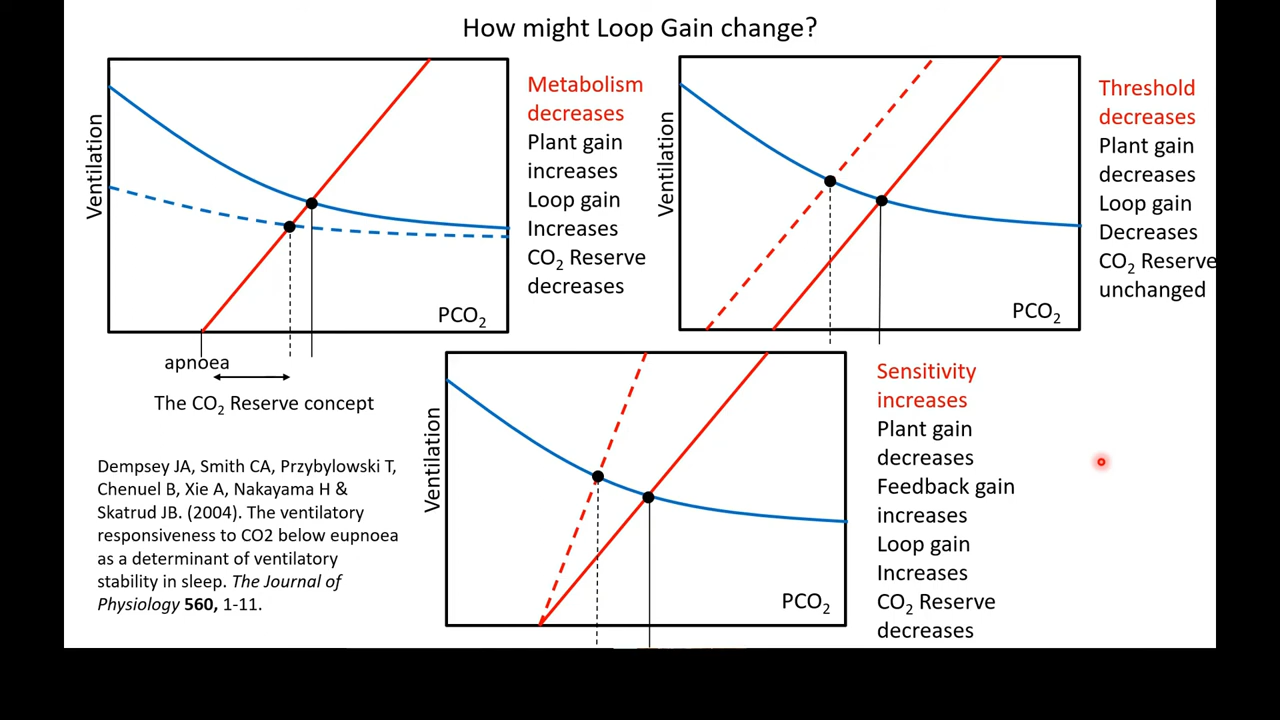 How might Loop Gain change?
Ventilation
PCO2
apnoea
The CO2 Reserve concept
Metabolism
decreases
Plant gain
increases
Loop gain
Increases
CO2 Reserve
decreases
Ventilation
PCO2
Threshold
decreases
Plant gain
decreases
Loop gain
Decreases
CO2 Reserve
unchanged
Ventilation
PCO2
Sensitivity
increases
Plant gain
decreases
Feedback gain
increases
Loop gain
Increases
CO2 Reserve
decreases
Dempsey JA, Smith CA, Przybylowski T,
Chenuel B, Xie A, Nakayama H &
Skatrud JB. (2004). The ventilatory
responsiveness to CO2 below eupnoea
as a determinant of ventilatory
stability in sleep. The Journal of
Physiology 560, 1-11.